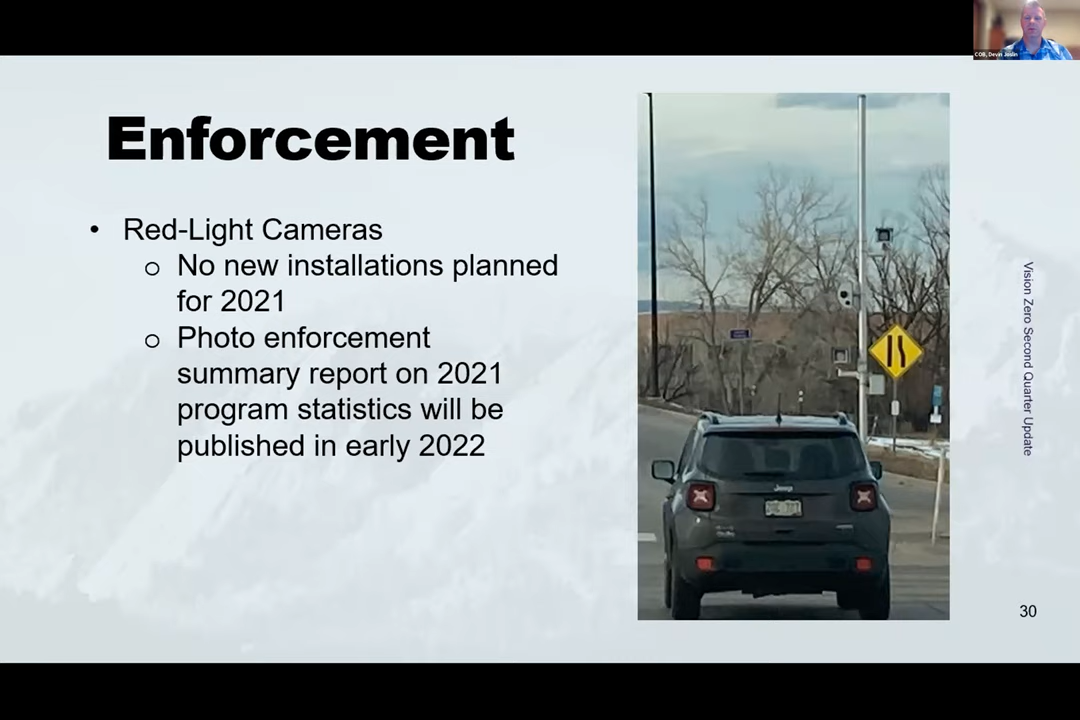 COB, Devin Joslin
Enforcement
• Red-Light Cameras
o No new installations planned
for 2021
o Photo enforcement
summary report on 2021
program statistics will be
published in early 2022
Jeep
Vision Zero Second Quarter Update
30